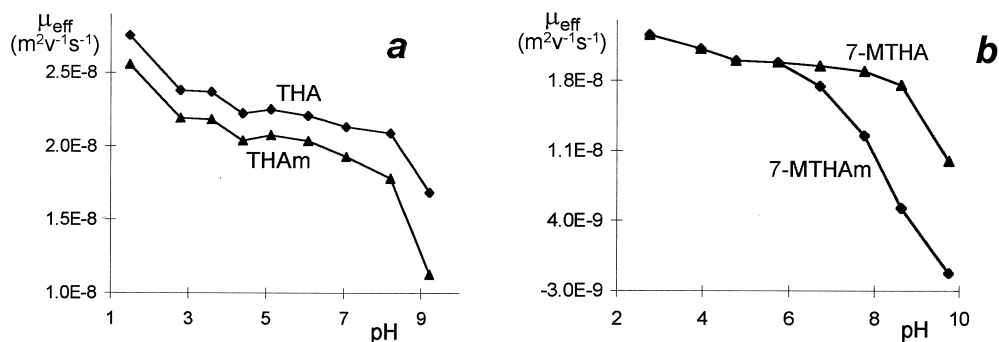 μeff
(m²v⁻¹s⁻¹)
a
2.5E-8
2.0E-8
1.5E-8
1.0E-8
THA
THAm
1 3 5 7 9
pH
μeff
(m²v⁻¹s⁻¹)
b
1.8E-8
1.1E-8
4.0E-9
-3.0E-9
7-MTHA
7-MTHAm
2 4 6 8 10
pH